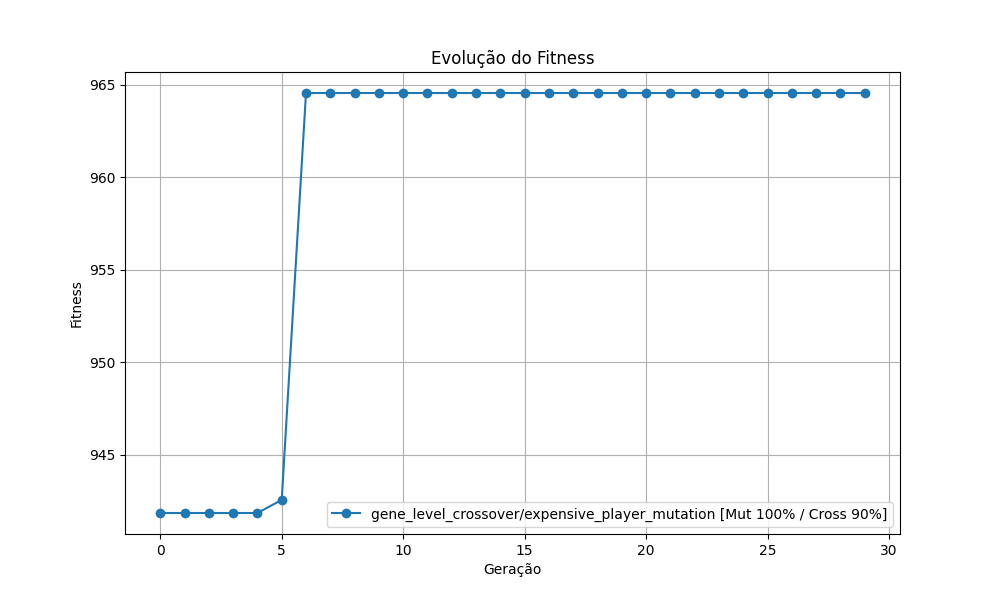 Evolução do Fitness
Fitness
965
960
955
950
945
gene_level_crossover/expensive_player_mutation [Mut 100% / Cross 90%]
0 5 10 15 20 25 30
Geração